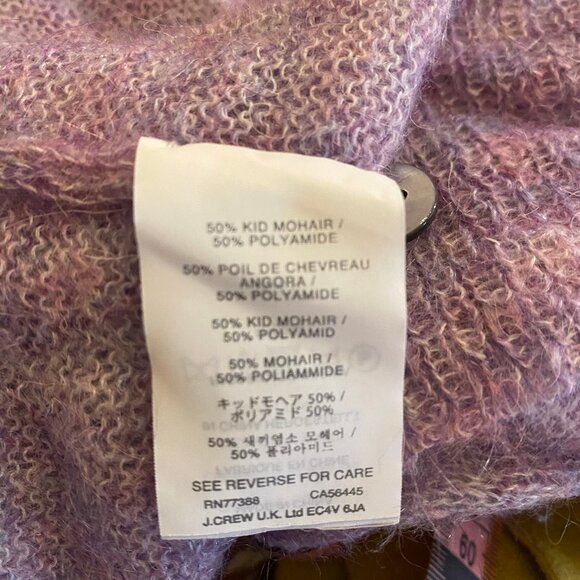 50% KID MOHAIR /
50% POLYAMIDE
50% POIL DE CHEVREAU
ANGORA /
50% POLYAMIDE
50% KID MOHAIR /
50% POLYAMID
50% MOHAIR /
50% POLIAMMIDE
キッドモヘア 50% /
ポリアミド 50%
50% 새끼염소 모헤어 /
50% 폴리아미드
SEE REVERSE FOR CARE
RN77388 CA56445
J.CREW U.K. Ltd EC4V 6JA
60